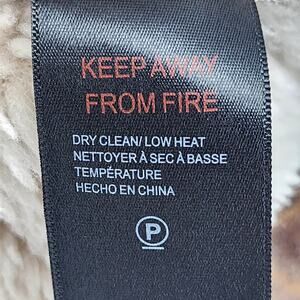 KEEP AWAY
FROM FIRE
DRY CLEAN/ LOW HEAT
NETTOYER À SEC À BASSE
TEMPÉRATURE
HECHO EN CHINA
P